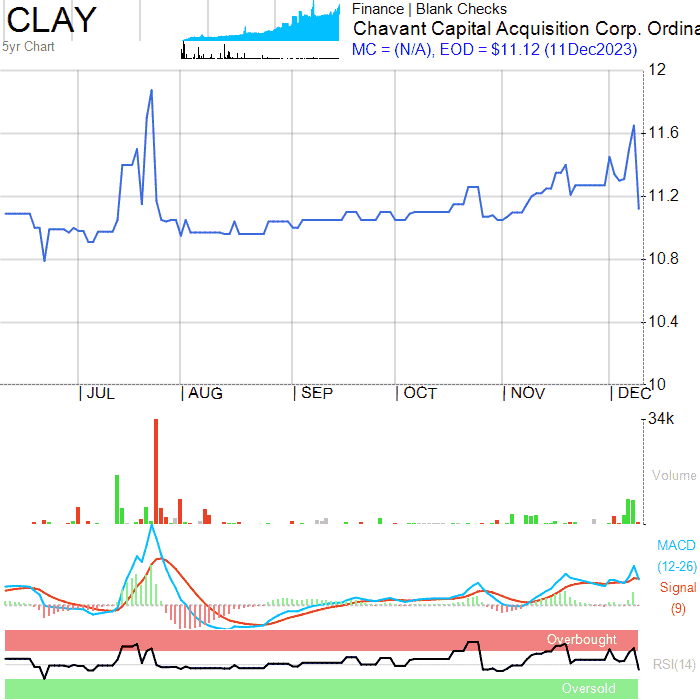 CLAY
Finance | Blank Checks
5yr Chart
Chavant Capital Acquisition Corp. Ordina
MC = (N/A), EOD = $11.12 (11Dec2023)
12
11.6
11.2
10.8
10.4
10
| JUL | AUG | SEP | OCT | NOV | DEC
34k
Volume
MACD
(12-26)
Signal
(9)
Overbought
RSI(14)
Oversold